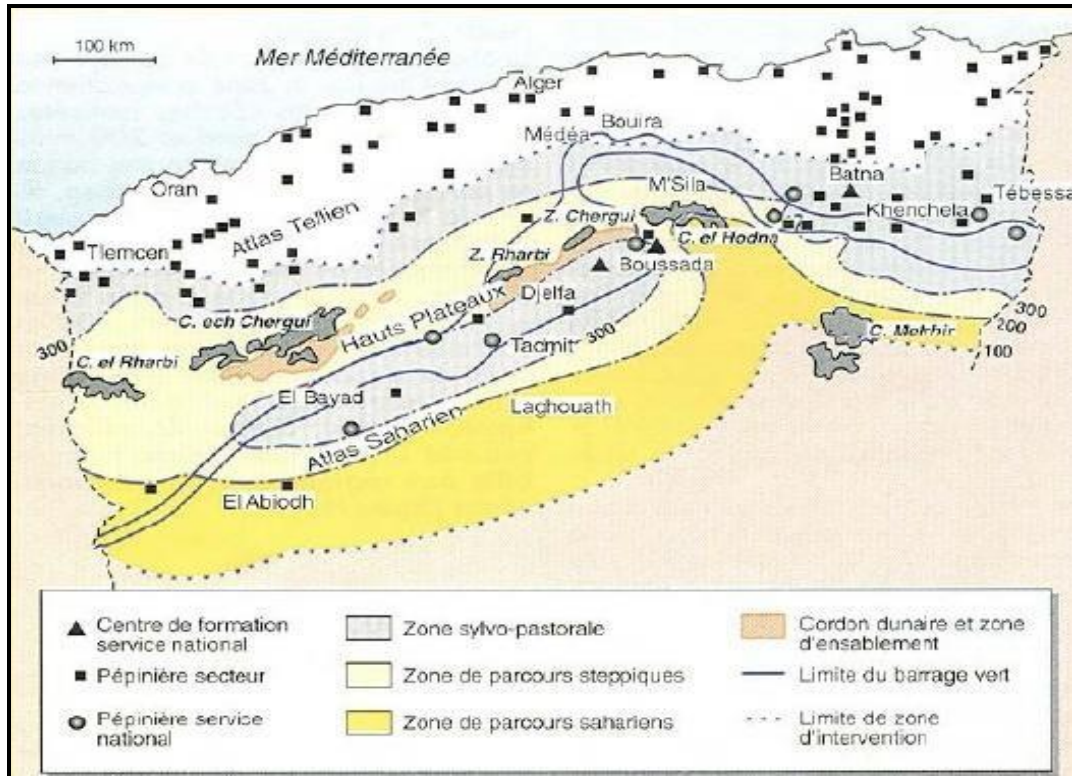 100 km
Mer Méditerranée
Alger
Bouira
Médéa
Oran
Batna
M'Sila
Tébessa
Atlas Tellien
Z. Chergui
Khenchela
Tlemcen
C. el Hodna
Z. Rharbi
Boussada
Djelfa
Hauts Plateaux
C. ech Chergui
300
300
200
300
C. Melrhir
100
C. el Rharbi
Tadmit
El Bayad
Laghouath
Atlas Saharien
El Abiodh
Centre de formation
service national
Pépinière secteur
Pépinière service
national
Zone sylvo-pastorale
Zone de parcours steppiques
Zone de parcours sahariens
Cordon dunaire et zone
d'ensablement
Limite du barrage vert
Limite de zone
d'intervention